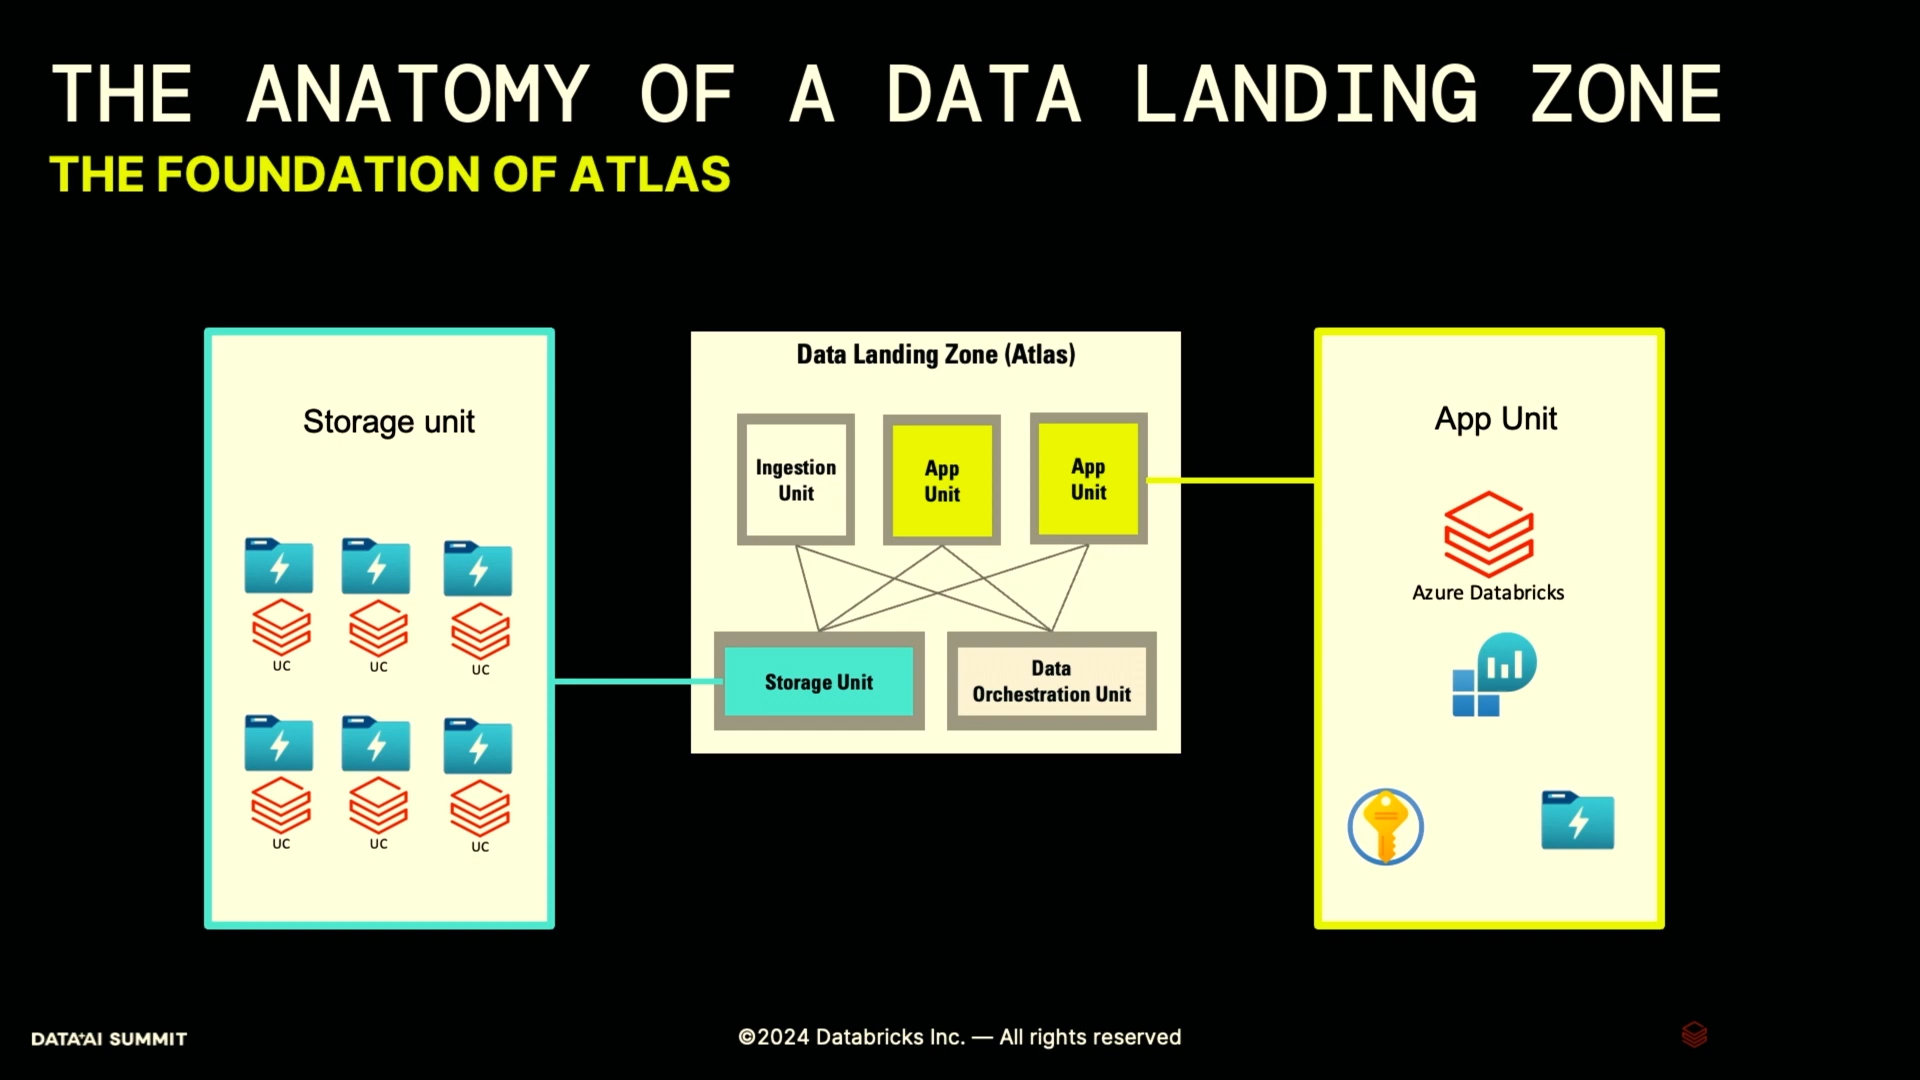 THE ANATOMY OF A DATA LANDING ZONE
THE FOUNDATION OF ATLAS
Storage unit
UC
UC
UC
UC
UC
UC
Data Landing Zone (Atlas)
Ingestion
Unit
App
Unit
App
Unit
Storage Unit
Data
Orchestration Unit
App Unit
Azure Databricks
DATA+AI SUMMIT
©2024 Databricks Inc. — All rights reserved